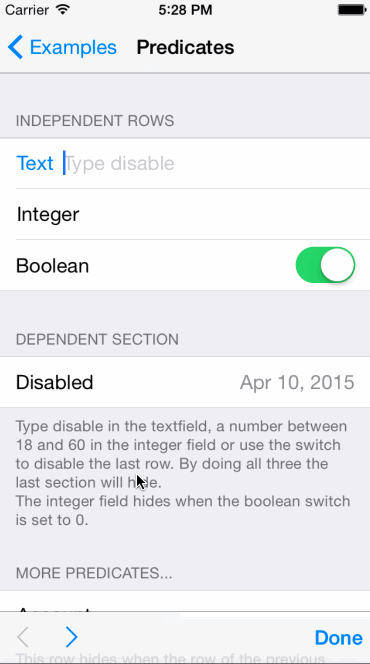 Carrier 5:28 PM
Examples Predicates
INDEPENDENT ROWS
Text Type disable
Integer
Boolean
DEPENDENT SECTION
Disabled Apr 10, 2015
Type disable in the textfield, a number between
18 and 60 in the integer field or use the switch
to disable the last row. By doing all three the
last section will hide.
The integer field hides when the boolean switch
is set to 0.
MORE PREDICATES...
Account
Done
This row hides when the row of the previous